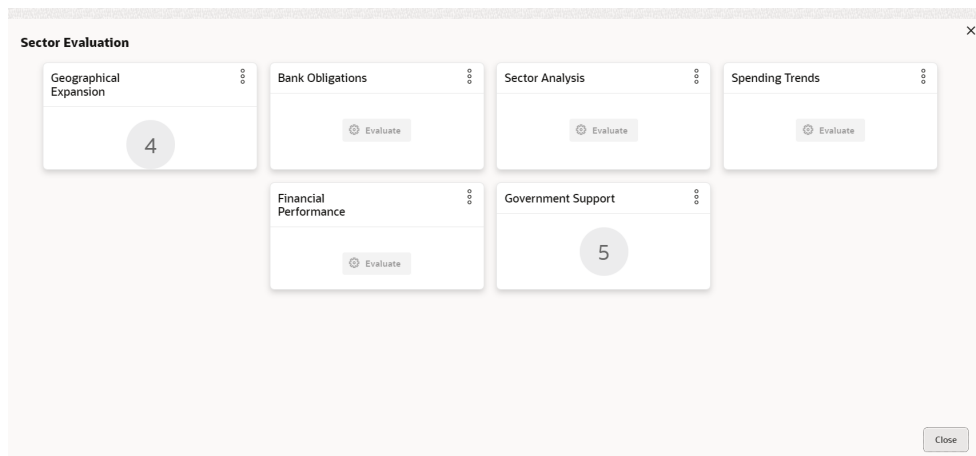 Sector Evaluation
Geographical
Expansion
4
Bank Obligations
Evaluate
Sector Analysis
Evaluate
Spending Trends
Evaluate
Financial
Performance
Evaluate
Government Support
5
Close